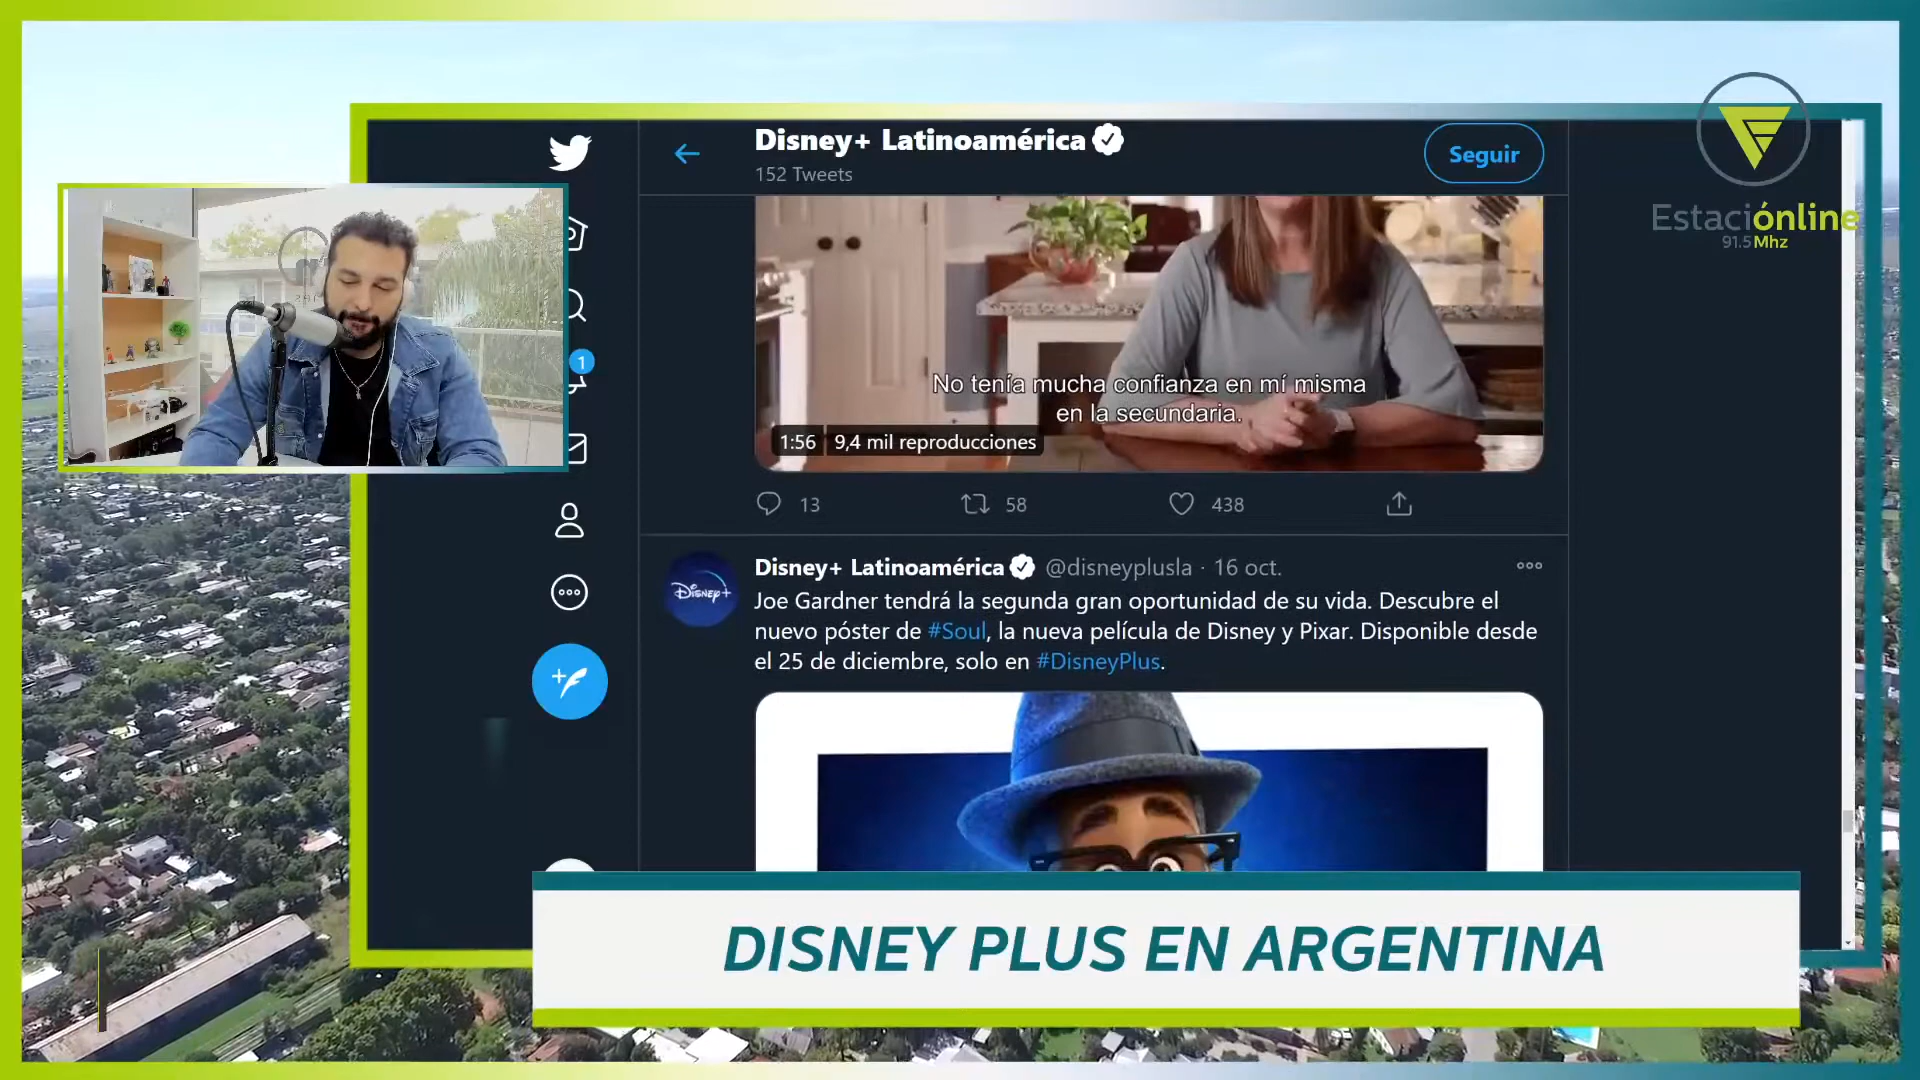 Disney+ Latinoamérica
152 Tweets
Seguir
Estaciónline
91.5 Mhz
1
No tenía mucha confianza en mí misma
en la secundaria.
1:56 9,4 mil reproducciones
13 58 438
Disney+ Latinoamérica @disneyplusla · 16 oct.
Disney+
Joe Gardner tendrá la segunda gran oportunidad de su vida. Descubre el
nuevo póster de #Soul, la nueva película de Disney y Pixar. Disponible desde
el 25 de diciembre, solo en #DisneyPlus.
DISNEY PLUS EN ARGENTINA